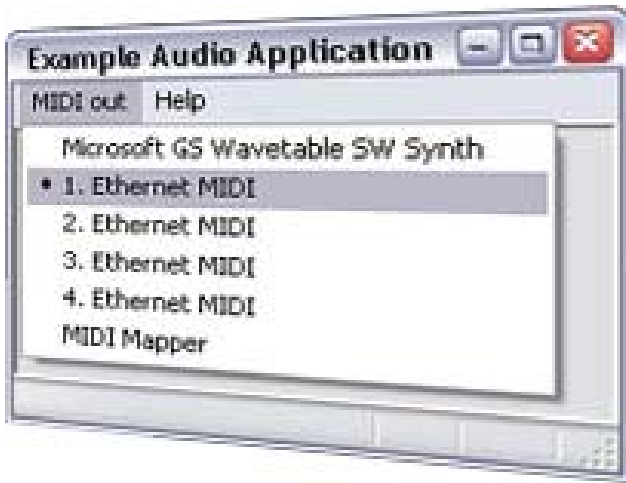 Example Audio Application
MIDI out Help
Microsoft GS Wavetable SW Synth
• 1. Ethernet MIDI
2. Ethernet MIDI
3. Ethernet MIDI
4. Ethernet MIDI
MIDI Mapper